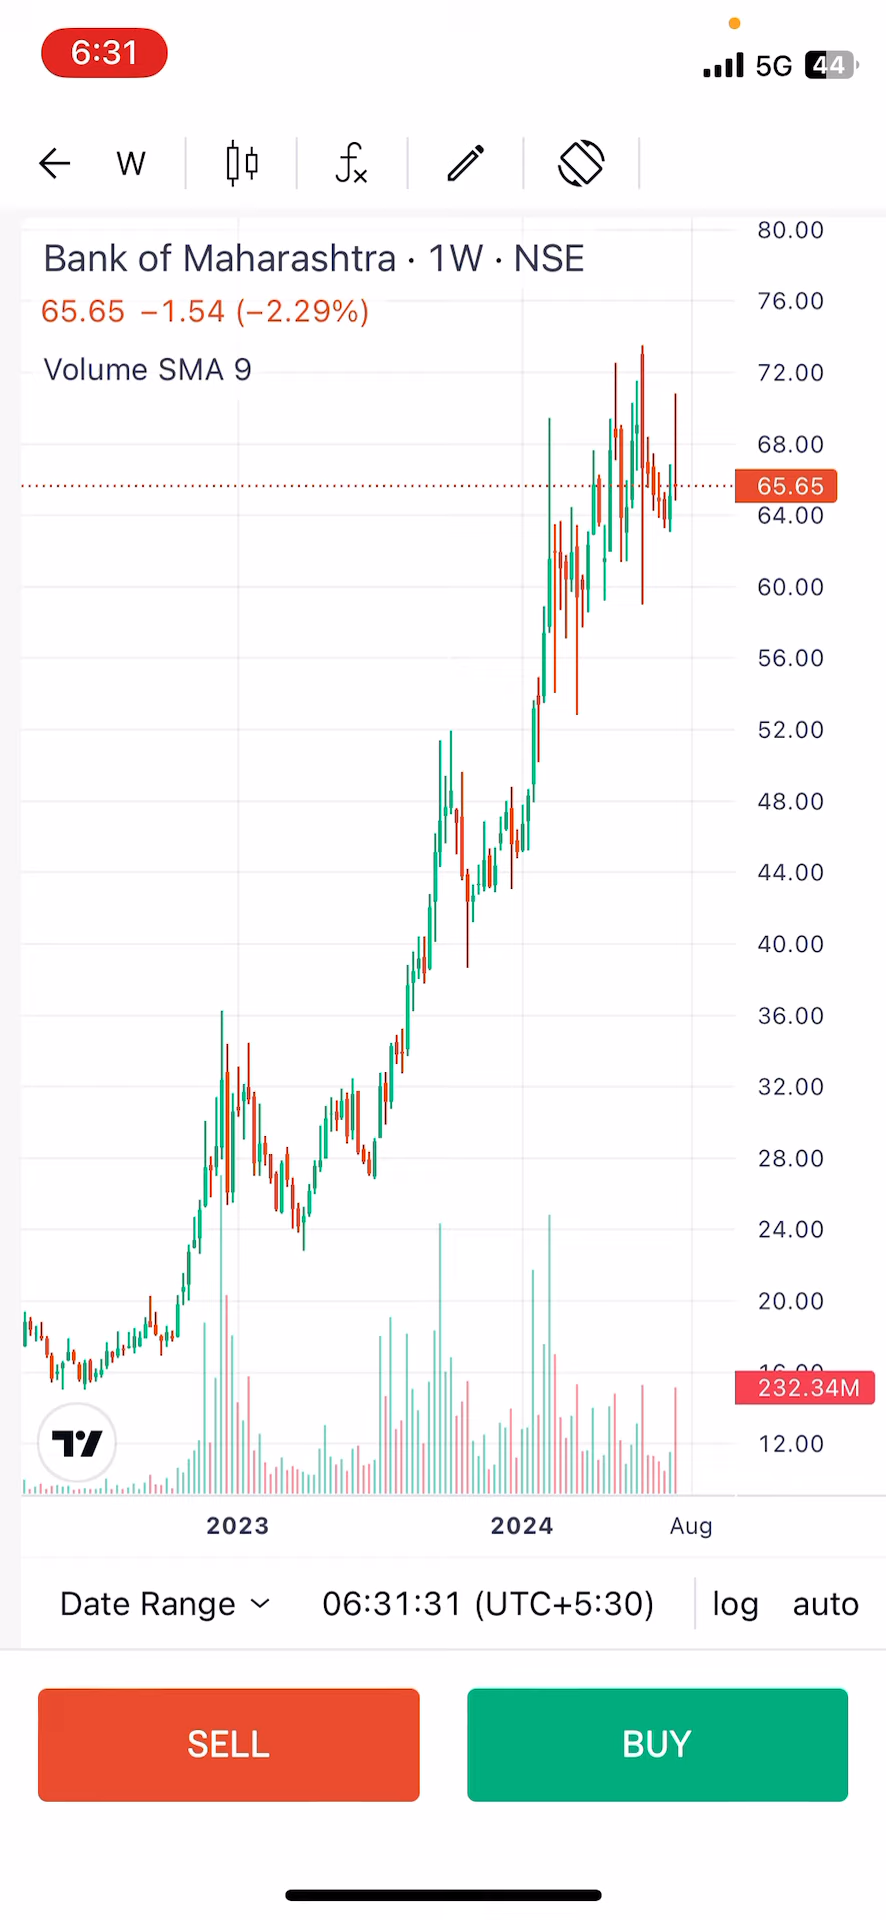 6:31
5G 44
W
Bank of Maharashtra · 1W · NSE
65.65 −1.54 (−2.29%)
Volume SMA 9
80.00
76.00
72.00
68.00
65.65
64.00
60.00
56.00
52.00
48.00
44.00
40.00
36.00
32.00
28.00
24.00
20.00
16.00
232.34M
12.00
2023 2024 Aug
Date Range 06:31:31 (UTC+5:30) log auto
SELL BUY